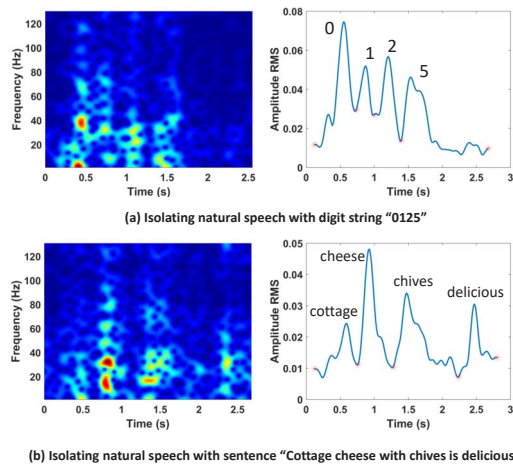 120
100
80
60
40
20
Frequency (Hz)
0 0.5 1 1.5 2 2.5
Time (s)
0.08
0.06
0.04
0.02
0
Amplitude RMS
0 1 2 5
0 0.5 1 1.5 2 2.5 3
Time (s)
(a) Isolating natural speech with digit string “0125”
120
100
80
60
40
20
Frequency (Hz)
0 0.5 1 1.5 2 2.5
Time (s)
0.05
0.04
0.03
0.02
0.01
0
Amplitude RMS
cheese
chives
delicious
cottage
0 0.5 1 1.5 2 2.5 3
Time (s)
(b) Isolating natural speech with sentence “Cottage cheese with chives is delicious